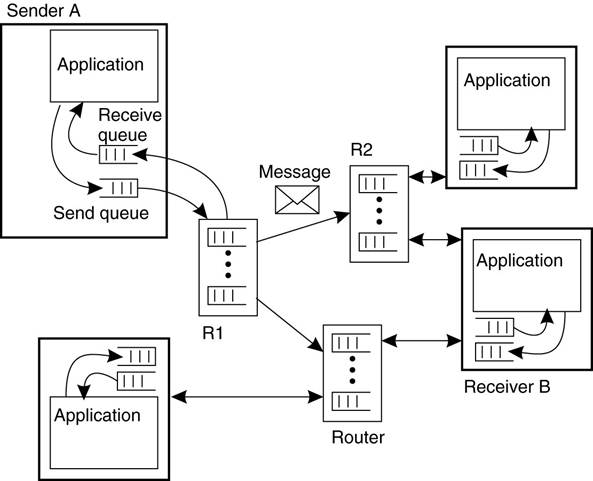 Sender A
Application
Receive
queue
Send queue
R1
Message
R2
Application
Application
Receiver B
Application
Router